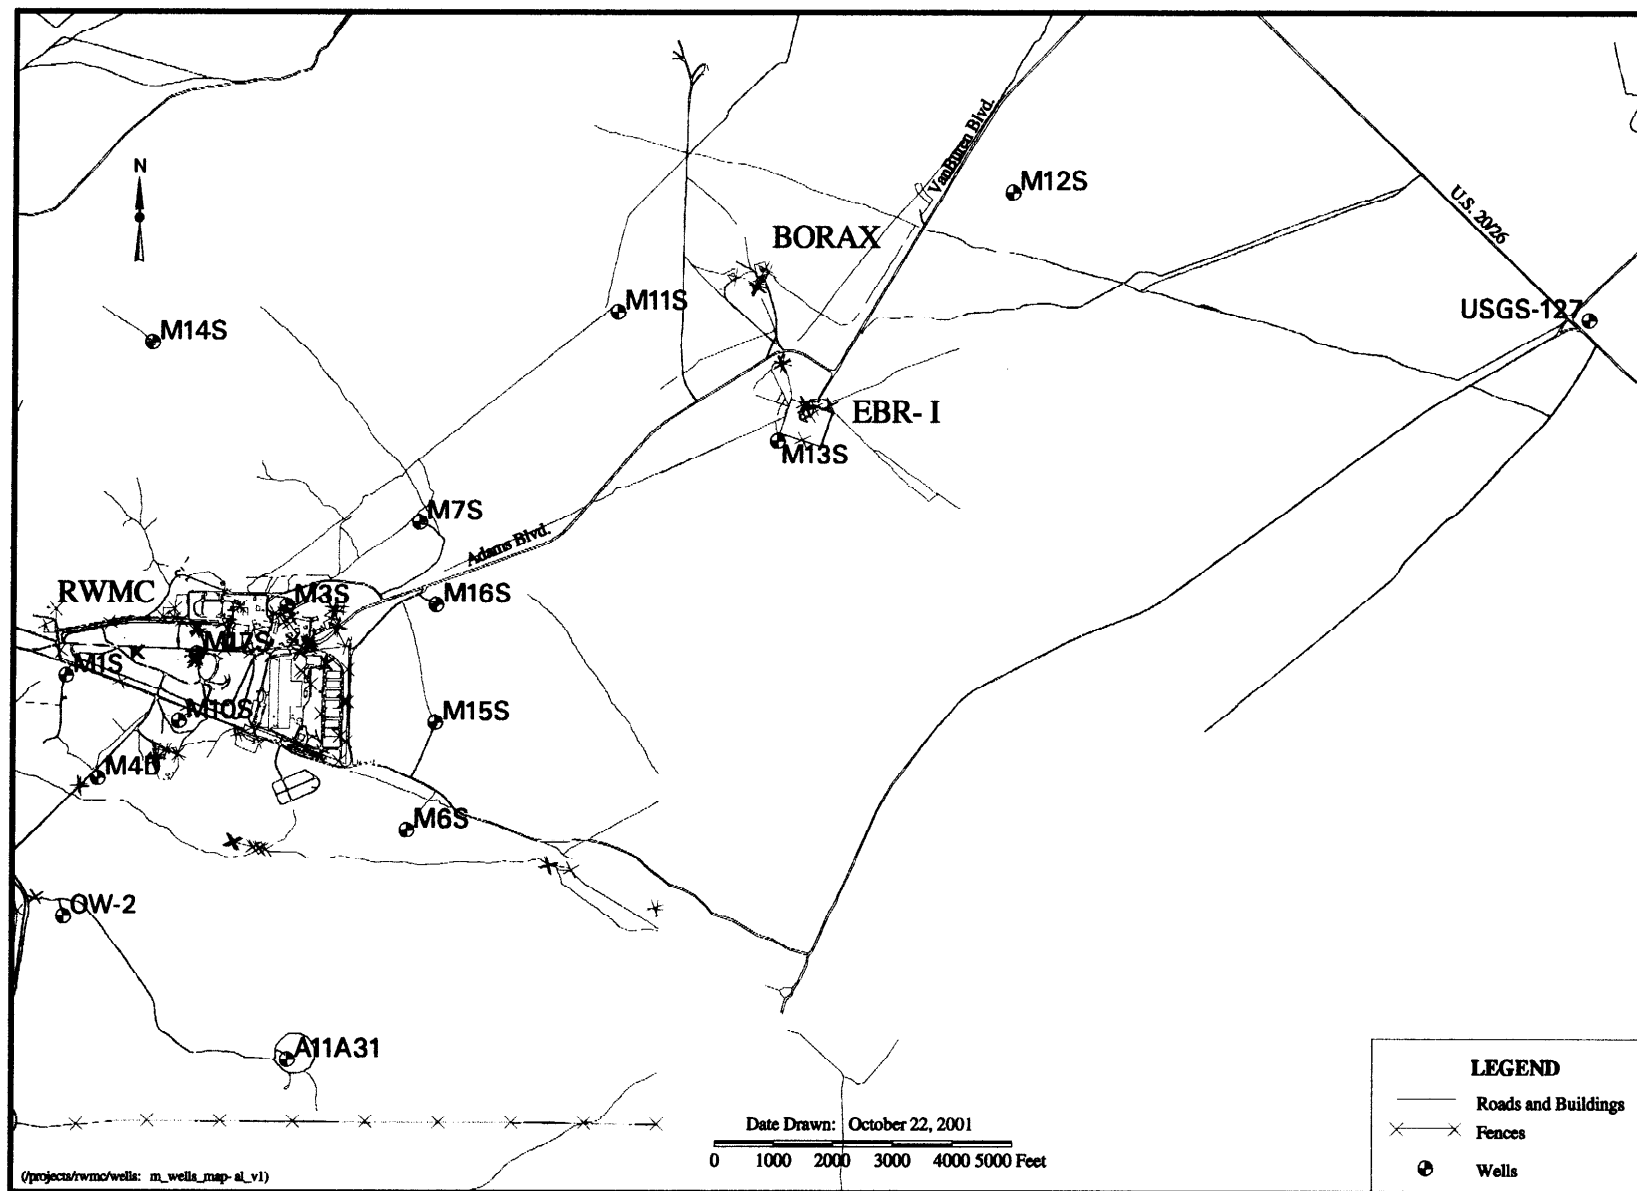 VanBuren Blvd.
N
M12S
U.S. 20/26
BORAX
M11S
USGS-127
M14S
EBR- I
M13S
M7S
Adams Blvd.
RWMC
M3S
M16S
M17S
M1S
M10S
M15S
M4D
M6S
OW-2
A11A31
LEGEND
Roads and Buildings
Fences
Wells
Date Drawn: October 22, 2001
0 1000 2000 3000 4000 5000 Feet
(/projects/rwmc/wells: m_wells_map- al_v1)